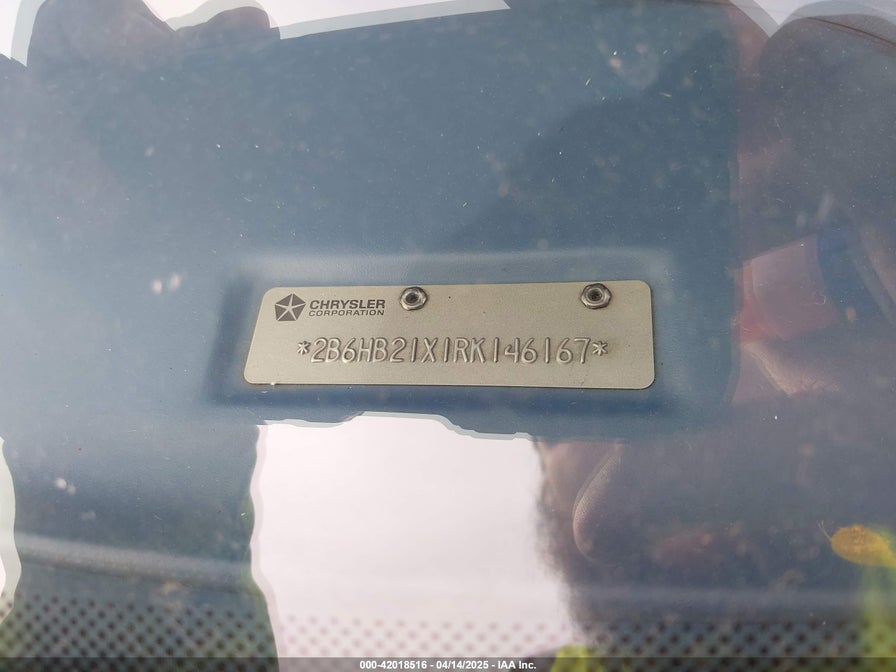 CHRYSLER
CORPORATION
*2B6HB21X1RK146167*
000-42018516 - 04/14/2025 - IAA Inc.